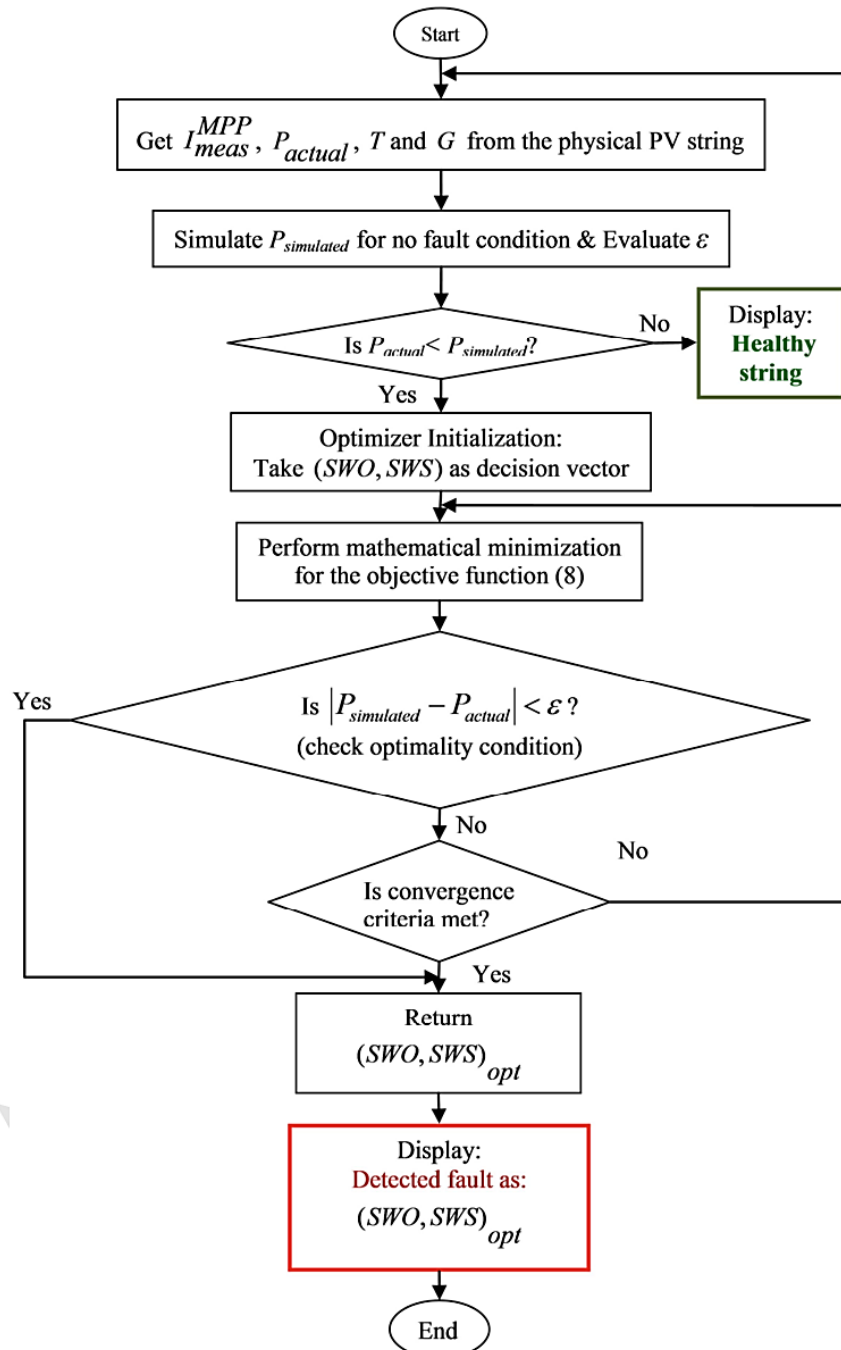 Start
Get I_meas^MPP, P_actual, T and G from the physical PV string
Simulate P_simulated for no fault condition & Evaluate ε
Is P_actual< P_simulated?
No
Display:
Healthy
string
Yes
Optimizer Initialization:
Take (SWO, SWS) as decision vector
Perform mathematical minimization
for the objective function (8)
Yes
Is |P_simulated − P_actual| < ε ?
(check optimality condition)
No
No
Is convergence
criteria met?
Yes
Return
(SWO, SWS)_opt
Display:
Detected fault as:
(SWO, SWS)_opt
End